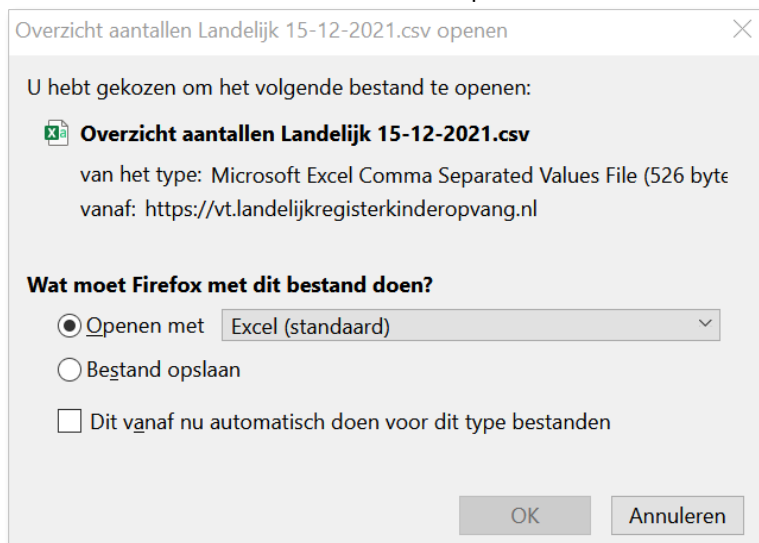 Overzicht aantallen Landelijk 15-12-2021.csv openen
U hebt gekozen om het volgende bestand te openen:
Overzicht aantallen Landelijk 15-12-2021.csv
van het type: Microsoft Excel Comma Separated Values File (526 byte
vanaf: https://vt.landelijkregisterkinderopvang.nl
Wat moet Firefox met dit bestand doen?
Openen met Excel (standaard)
Bestand opslaan
Dit vanaf nu automatisch doen voor dit type bestanden
OK Annuleren